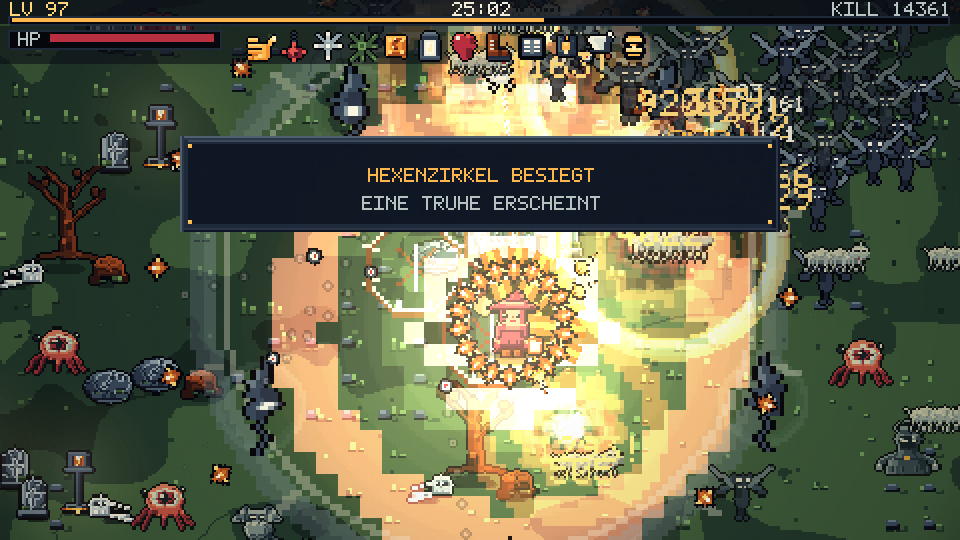 LV 97
25:02
KILL 14361
HP
HEXENZIRKEL BESIEGT
EINE TRUHE ERSCHEINT